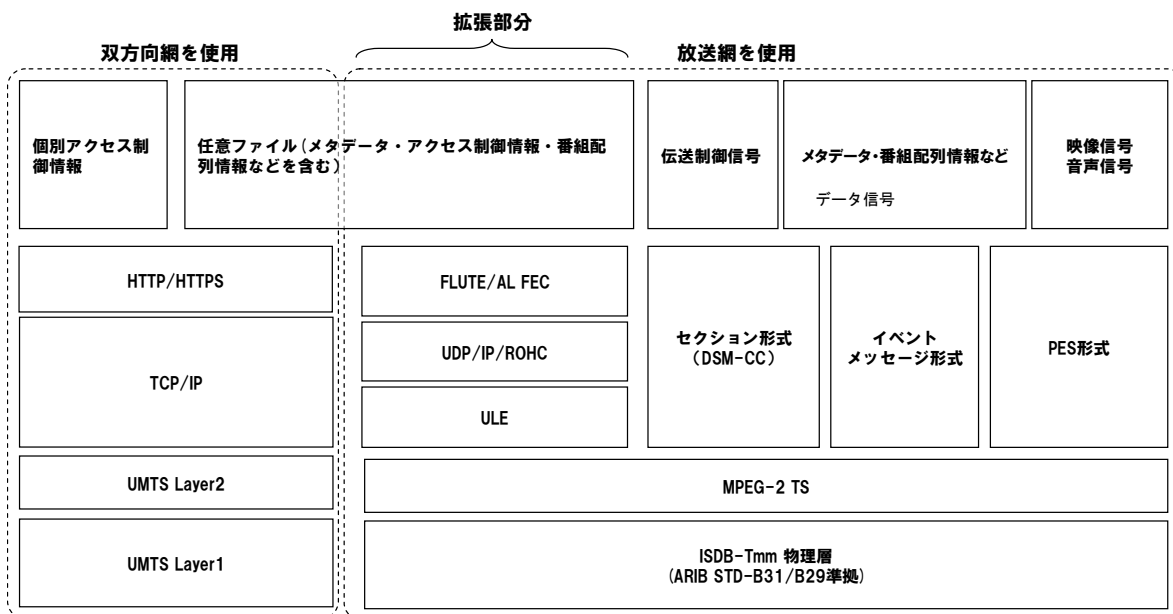 拡張部分
双方向網を使用
放送網を使用
個別アクセス制
御情報
任意ファイル(メタデータ・アクセス制御情報・番組配
列情報などを含む)
伝送制御信号
メタデータ・番組配列情報など
データ信号
映像信号
音声信号
HTTP/HTTPS
TCP/IP
UMTS Layer2
UMTS Layer1
FLUTE/AL FEC
UDP/IP/ROHC
ULE
セクション形式
(DSM-CC)
イベント
メッセージ形式
PES形式
MPEG-2 TS
ISDB-Tmm 物理層
(ARIB STD-B31/B29準拠)